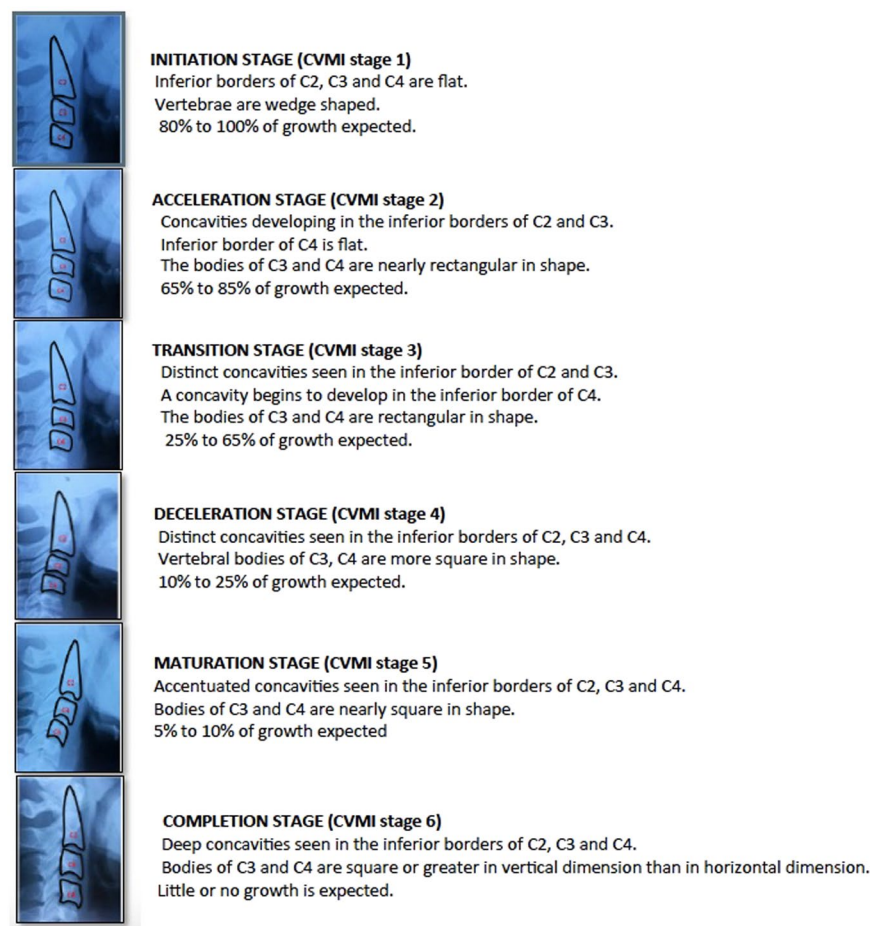 INITIATION STAGE (CVMI stage 1)
Inferior borders of C2, C3 and C4 are flat.
Vertebrae are wedge shaped.
80% to 100% of growth expected.
ACCELERATION STAGE (CVMI stage 2)
Concavities developing in the inferior borders of C2 and C3.
Inferior border of C4 is flat.
The bodies of C3 and C4 are nearly rectangular in shape.
65% to 85% of growth expected.
TRANSITION STAGE (CVMI stage 3)
Distinct concavities seen in the inferior border of C2 and C3.
A concavity begins to develop in the inferior border of C4.
The bodies of C3 and C4 are rectangular in shape.
25% to 65% of growth expected.
DECELERATION STAGE (CVMI stage 4)
Distinct concavities seen in the inferior borders of C2, C3 and C4.
Vertebral bodies of C3, C4 are more square in shape.
10% to 25% of growth expected.
MATURATION STAGE (CVMI stage 5)
Accentuated concavities seen in the inferior borders of C2, C3 and C4.
Bodies of C3 and C4 are nearly square in shape.
5% to 10% of growth expected
COMPLETION STAGE (CVMI stage 6)
Deep concavities seen in the inferior borders of C2, C3 and C4.
Bodies of C3 and C4 are square or greater in vertical dimension than in horizontal dimension.
Little or no growth is expected.